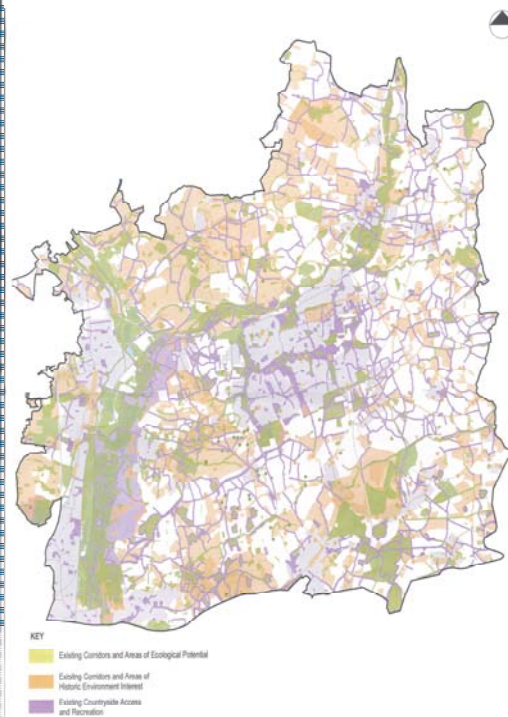 KEY
Existing Corridors and Areas of Ecological Potential
Existing Corridors and Areas of
Historic Environment Interest
Existing Countryside Access
and Recreation